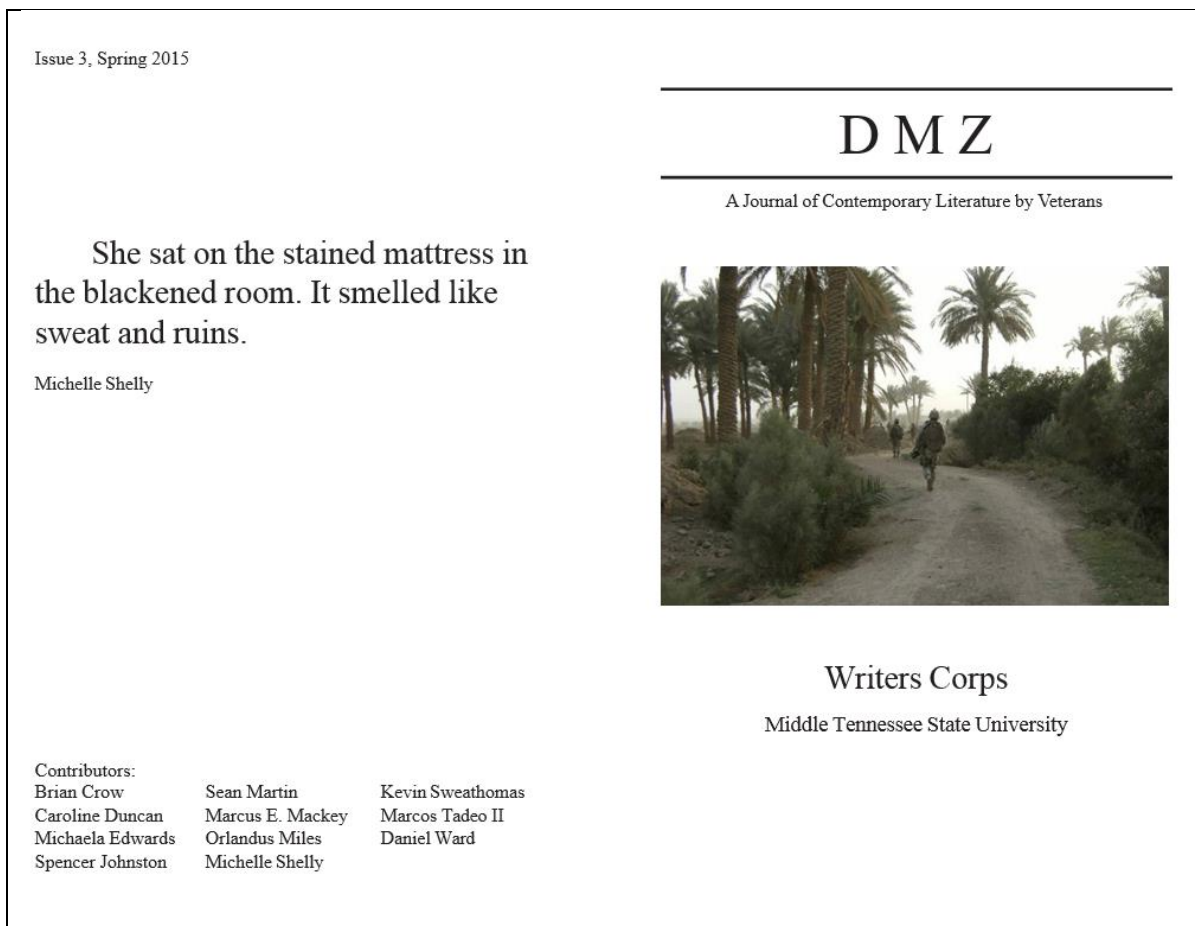 Issue 3, Spring 2015
She sat on the stained mattress in
the blackened room. It smelled like
sweat and ruins.
Michelle Shelly
Contributors:
Brian Crow Sean Martin Kevin Sweathomas
Caroline Duncan Marcus E. Mackey Marcos Tadeo II
Michaela Edwards Orlandus Miles Daniel Ward
Spencer Johnston Michelle Shelly
D M Z
A Journal of Contemporary Literature by Veterans
Writers Corps
Middle Tennessee State University